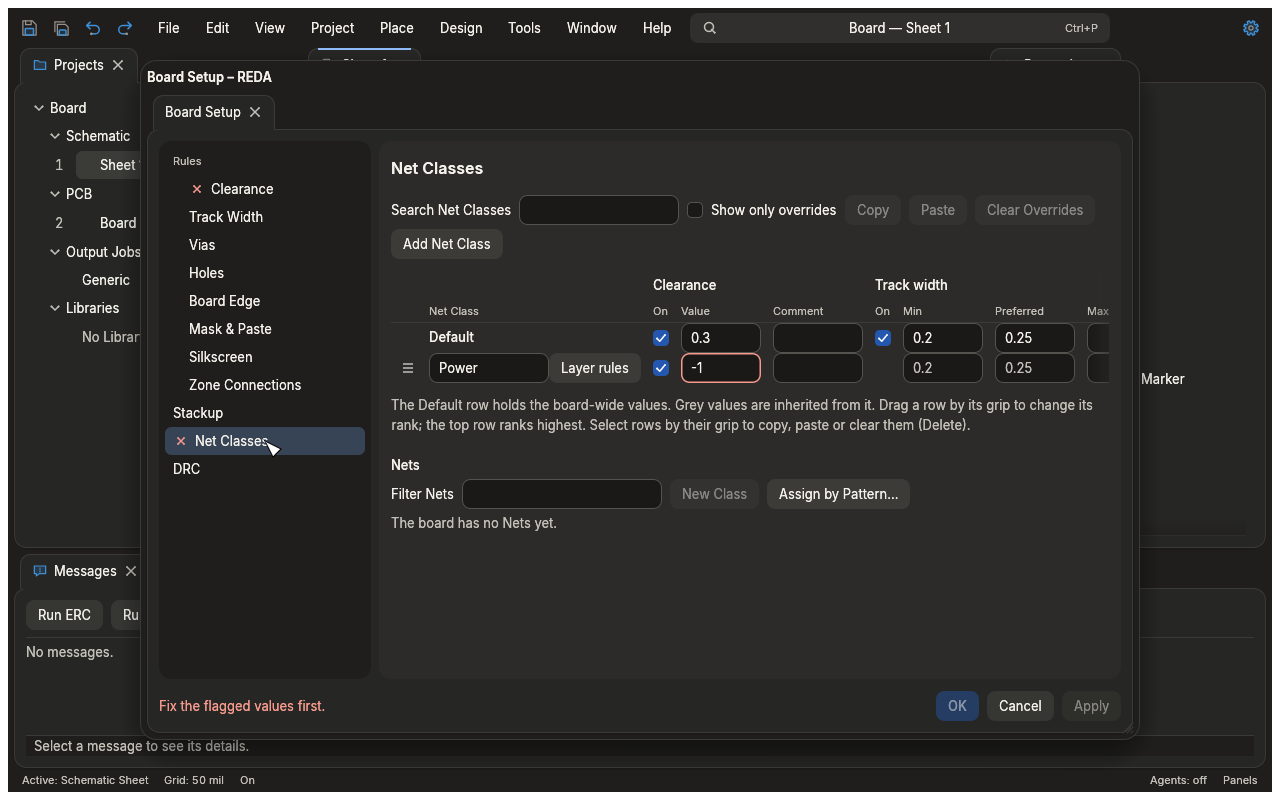 File Edit View Project Place Design Tools Window Help Board — Sheet 1 Ctrl+P
Projects
Board Setup – REDA
Board Setup
Board
Schematic
1 Sheet
PCB
2 Board
Output Jobs
Generic
Libraries
No Librar
Rules
Clearance
Track Width
Vias
Holes
Board Edge
Mask & Paste
Silkscreen
Zone Connections
Stackup
Net Classes
DRC
Net Classes
Search Net Classes Show only overrides Copy Paste Clear Overrides
Add Net Class
Clearance Track width
Net Class On Value Comment On Min Preferred Max
Default 0.3 0.2 0.25
Power Layer rules -1 0.2 0.25
The Default row holds the board-wide values. Grey values are inherited from it. Drag a row by its grip to change its
rank; the top row ranks highest. Select rows by their grip to copy, paste or clear them (Delete).
Nets
Filter Nets New Class Assign by Pattern...
The board has no Nets yet.
Marker
Messages
Run ERC Ru
No messages.
Fix the flagged values first. OK Cancel Apply
Select a message to see its details.
Active: Schematic Sheet Grid: 50 mil On Agents: off Panels